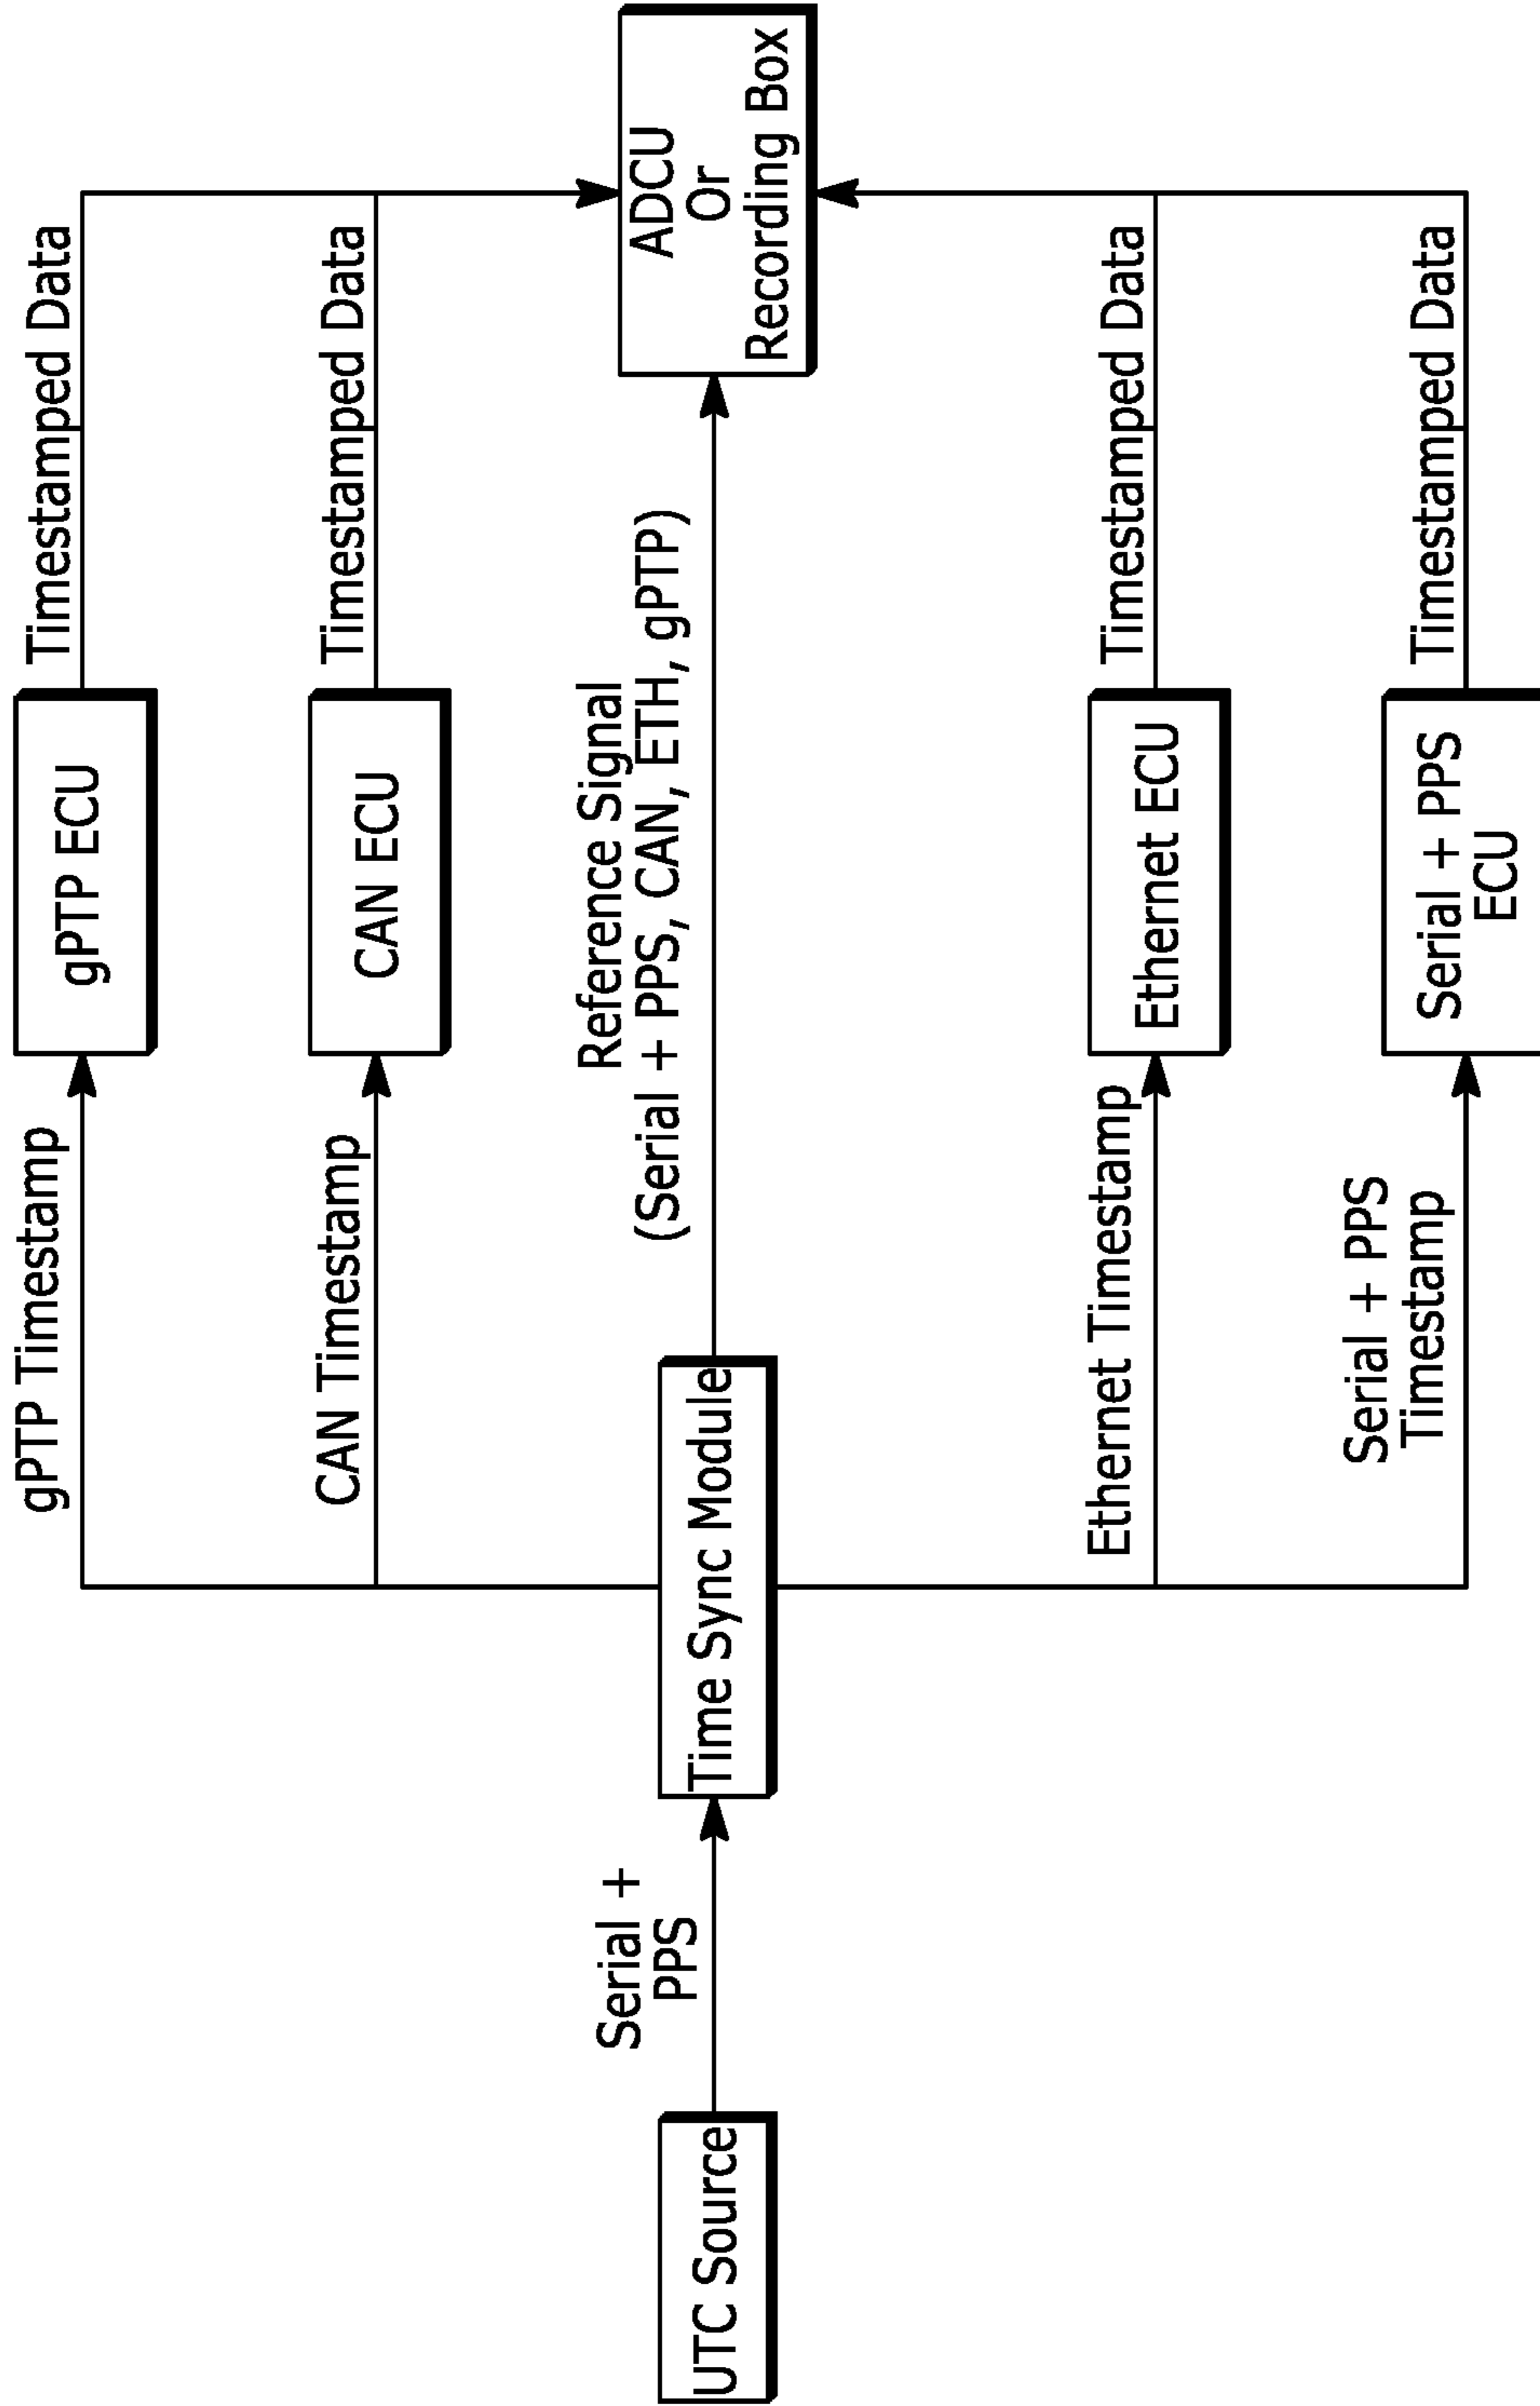 gPTP Timestamp
gPTP ECU
Timestamped Data
CAN Timestamp
CAN ECU
Timestamped Data
UTC Source
Serial +
PPS
Time Sync Module
Reference Signal
(Serial + PPS, CAN, ETH, gPTP)
ADCU
Or
Recording Box
Ethernet Timestamp
Ethernet ECU
Timestamped Data
Serial + PPS
Timestamp
Serial + PPS
ECU
Timestamped Data